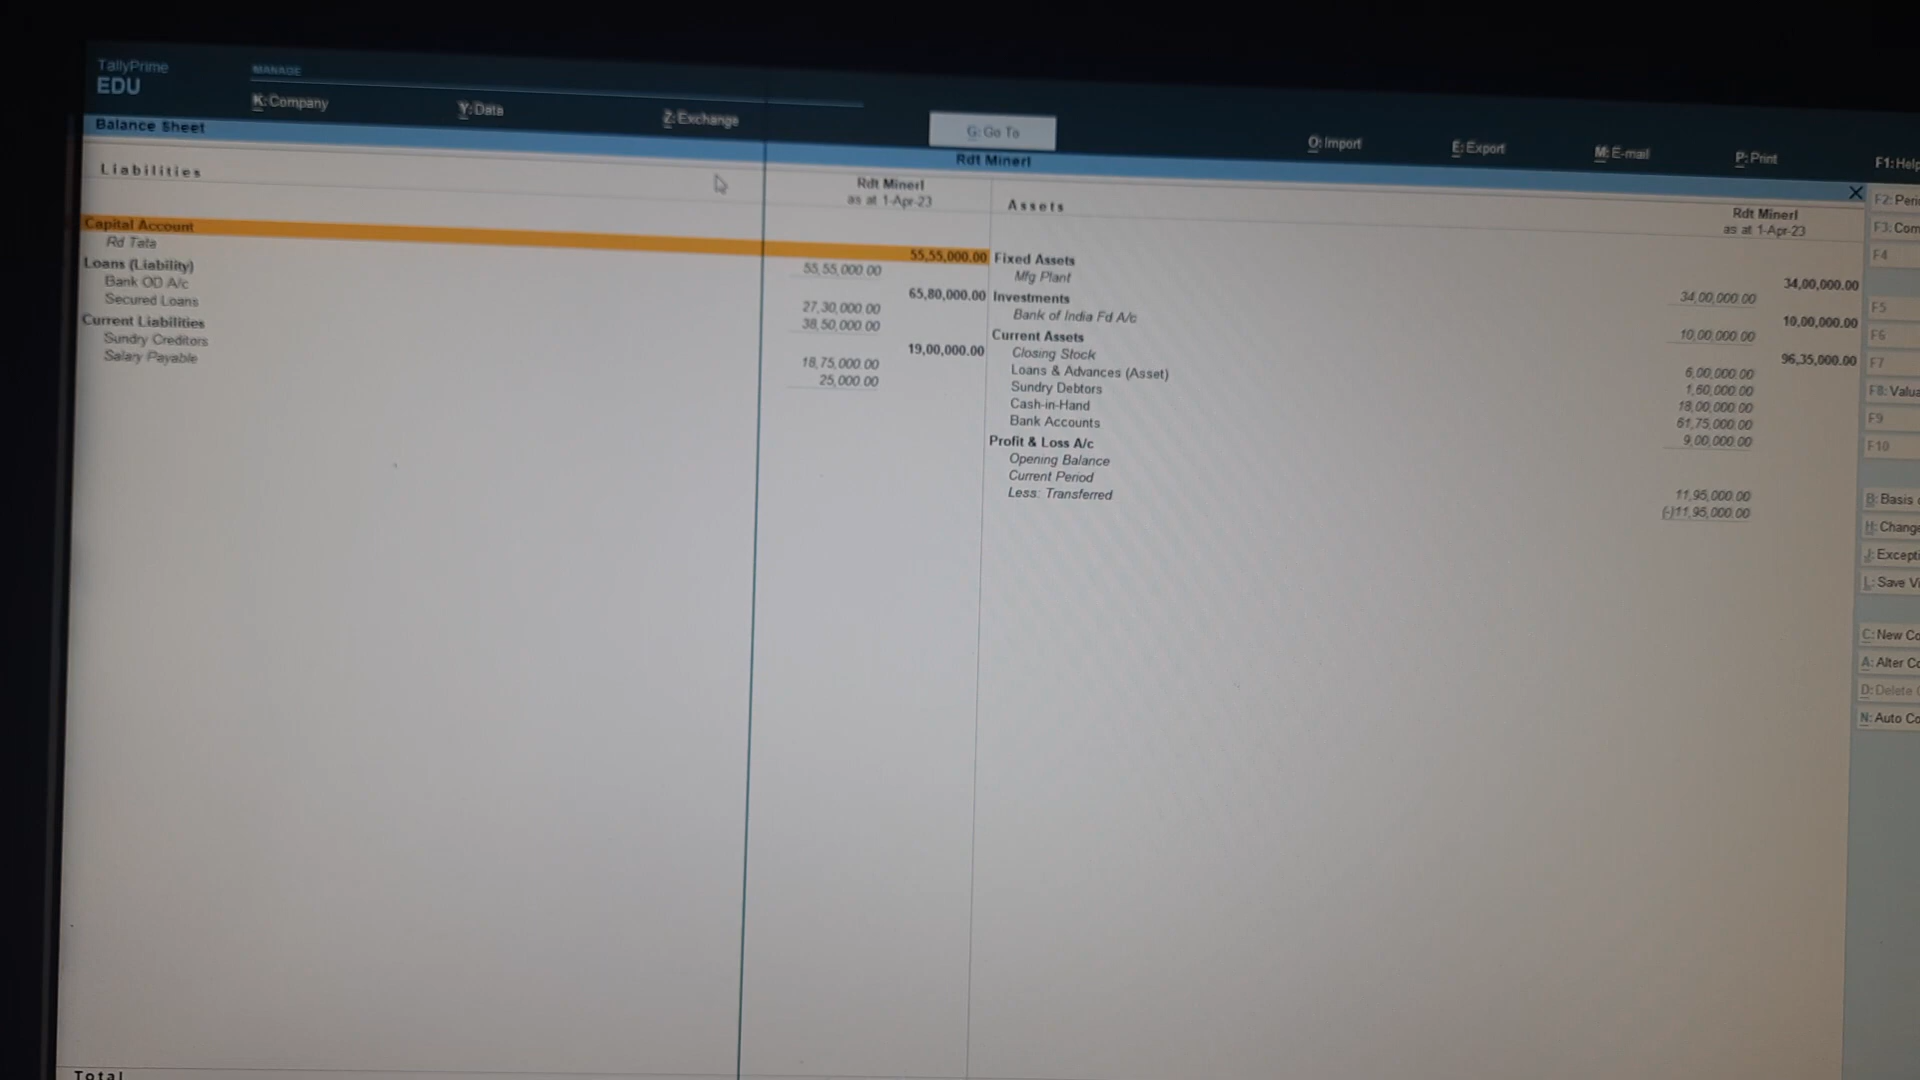 TallyPrime
EDU
MANAGE
K: Company
Y: Data
Z: Exchange
G: Go To
O: Import
E: Export
M: E-mail
P: Print
F1: Help
Balance Sheet
Rdt Minerl
Liabilities
Rdt Minerl
as at 1-Apr-23
Capital Account 55,55,000.00
Rd Tata 55,55,000.00
Loans (Liability) 65,80,000.00
Bank OD A/c 27,30,000.00
Secured Loans 38,50,000.00
Current Liabilities 19,00,000.00
Sundry Creditors 18,75,000.00
Salary Payable 25,000.00
Assets
Rdt Minerl
as at 1-Apr-23
Fixed Assets 34,00,000.00
Mfg Plant 34,00,000.00
Investments 10,00,000.00
Bank of India Fd A/c 10,00,000.00
Current Assets 96,35,000.00
Closing Stock 6,00,000.00
Loans & Advances (Asset) 1,60,000.00
Sundry Debtors 18,00,000.00
Cash-in-Hand 61,75,000.00
Bank Accounts 9,00,000.00
Profit & Loss A/c
Opening Balance
Current Period 11,95,000.00
Less: Transferred (-)11,95,000.00
Total
F2: Peri
F3: Com
F4
F5
F6
F7
F8: Valua
F9
F10
B: Basis
H: Change
J: Excepti
L: Save V
C: New Co
A: Alter Co
D: Delete
N: Auto Co